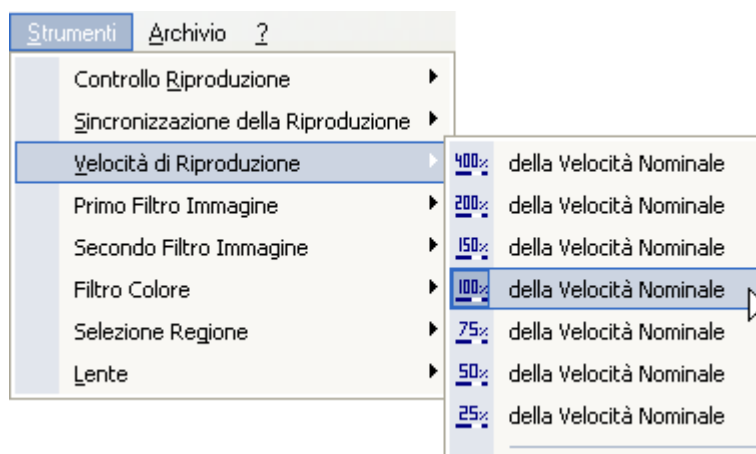 Strumenti Archivio ?
Controllo Riproduzione
Sincronizzazione della Riproduzione
Velocità di Riproduzione
Primo Filtro Immagine
Secondo Filtro Immagine
Filtro Colore
Selezione Regione
Lente
400% della Velocità Nominale
200% della Velocità Nominale
150% della Velocità Nominale
100% della Velocità Nominale
75% della Velocità Nominale
50% della Velocità Nominale
25% della Velocità Nominale